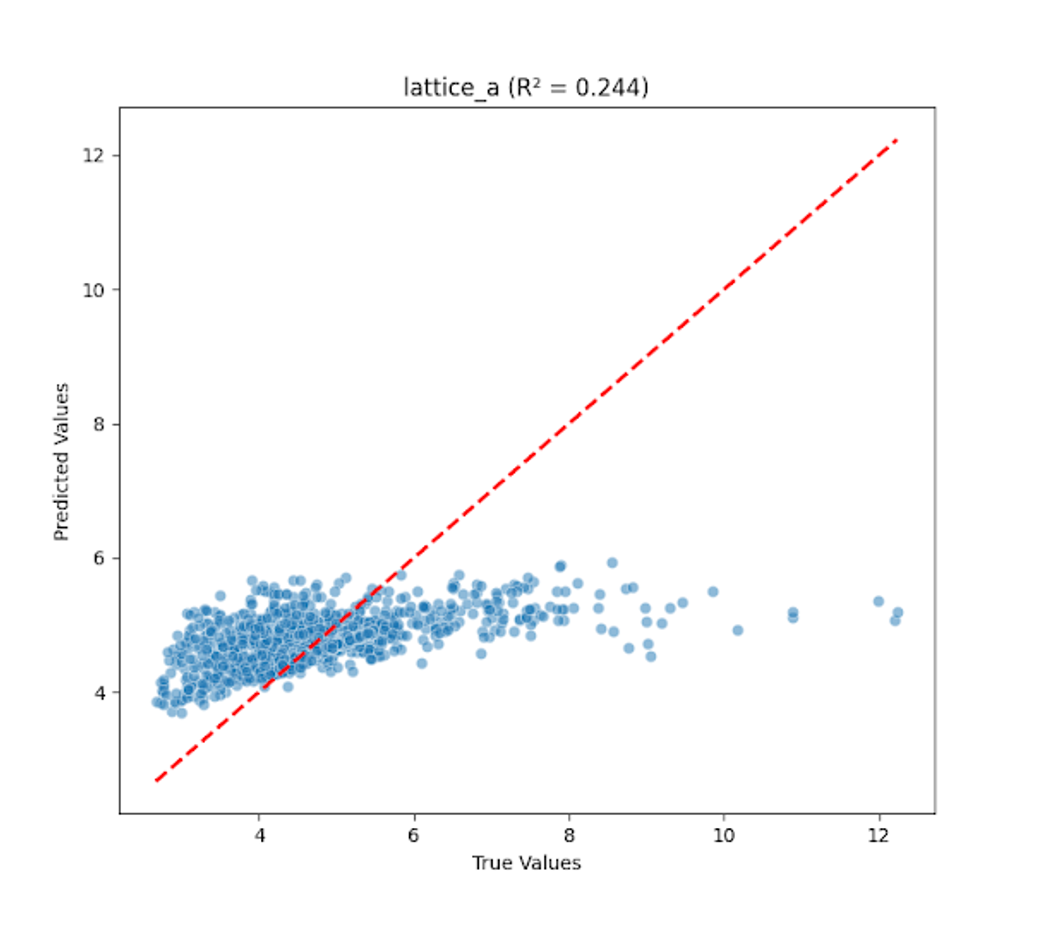 lattice_a (R² = 0.244)
12
10
8
6
4
Predicted Values
4 6 8 10 12
True Values